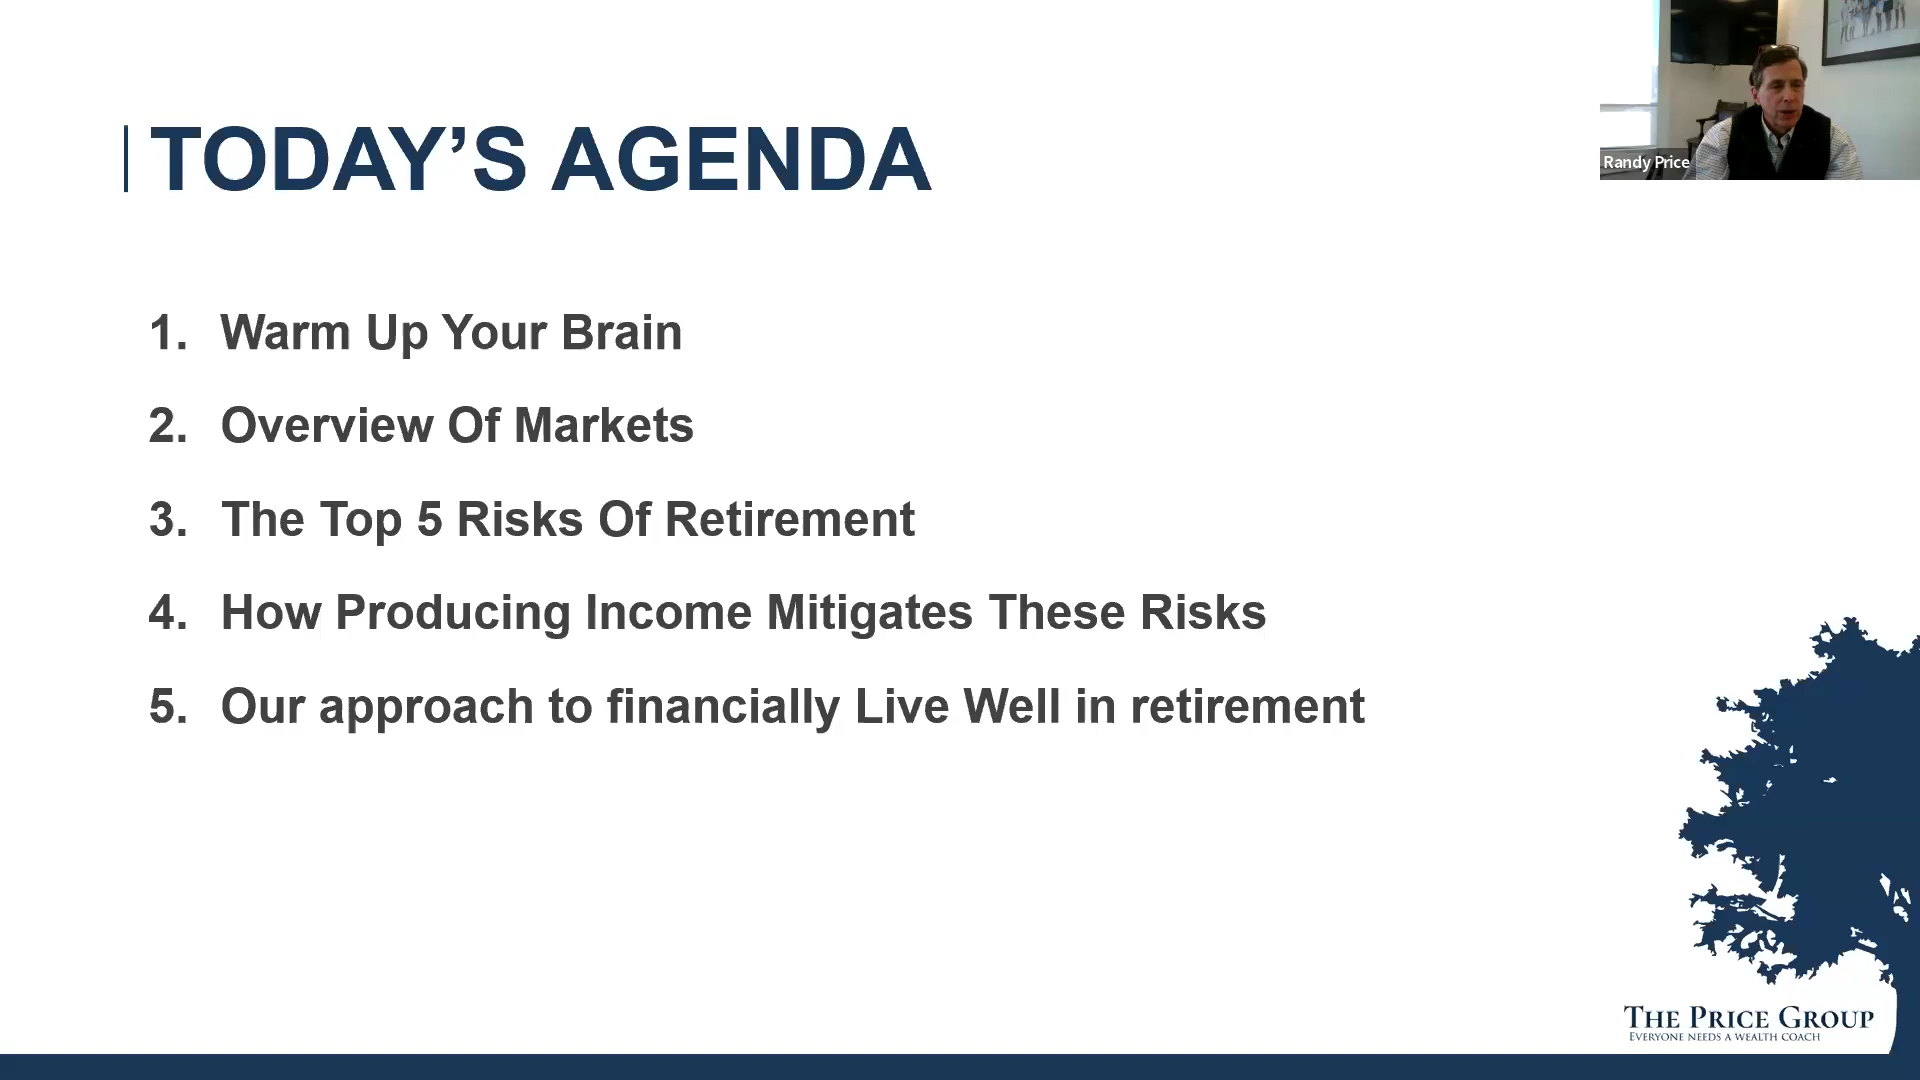 TODAY’S AGENDA
Randy Price
1. Warm Up Your Brain
2. Overview Of Markets
3. The Top 5 Risks Of Retirement
4. How Producing Income Mitigates These Risks
5. Our approach to financially Live Well in retirement
THE PRICE GROUP
EVERYONE NEEDS A WEALTH COACH